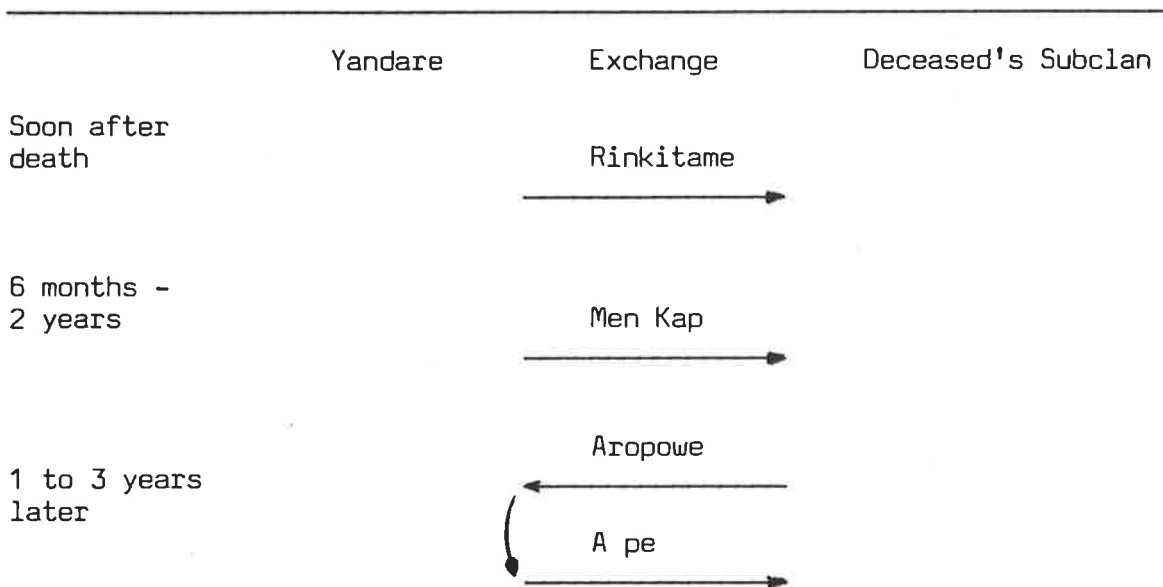 Yandare Exchange Deceased's Subclan
Soon after
death
Rinkitame
6 months -
2 years
Men Kap
Aropowe
1 to 3 years
later
A pe